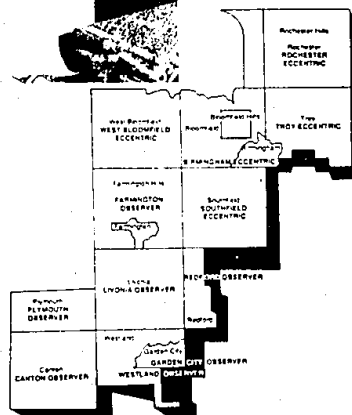 Rochester Hills
Rochester
ROCHESTER
ECCENTRIC
West Bloomfield
WEST BLOOMFIELD
ECCENTRIC
Bloomfield Hills
Bloomfield
Birmingham
BIRMINGHAM ECCENTRIC
Troy
TROY ECCENTRIC
Farmington Hills
FARMINGTON
OBSERVER
Farmington
Southfield
SOUTHFIELD
ECCENTRIC
Livonia
LIVONIA OBSERVER
REDFORD OBSERVER
Redford
Plymouth
PLYMOUTH
OBSERVER
Westland
Garden City
GARDEN CITY OBSERVER
WESTLAND OBSERVER
Canton
CANTON OBSERVER